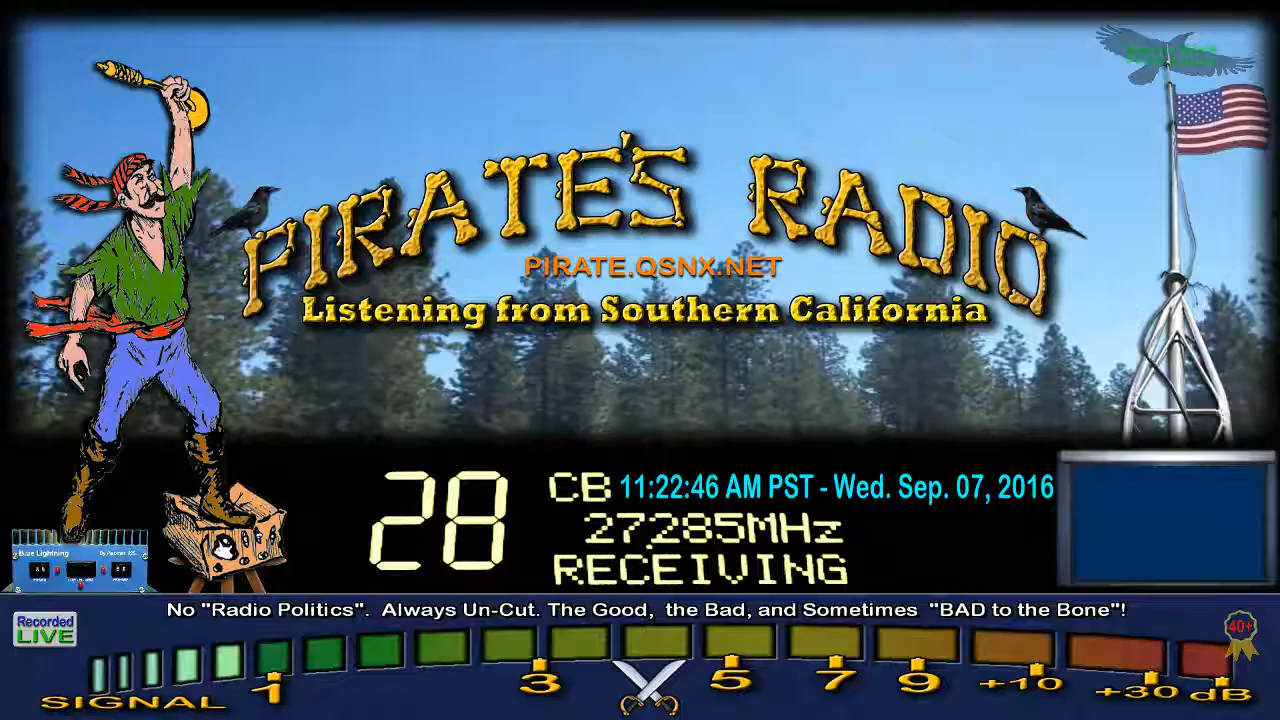 PIRATE'S RADIO
PIRATE.QSNX.NET
Listening from Southern California
28
CB 11:22:46 AM PST - Wed. Sep. 07, 2016
27.285MHz
RECEIVING
Blue Lightning
No "Radio Politics". Always Un-Cut. The Good, the Bad, and Sometimes "BAD to the Bone"!
Recorded
LIVE
40+
SIGNAL 1 3 5 7 9 +10 +30 dB